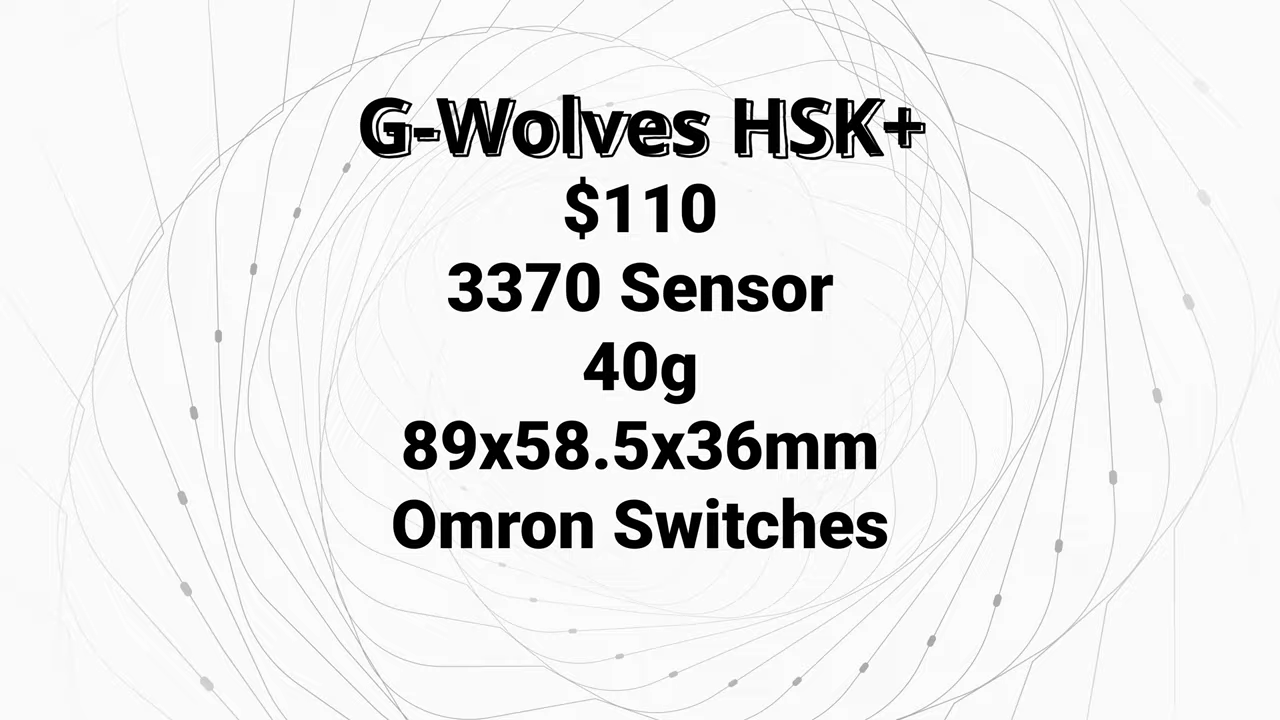 G-Wolves HSK+
$110
3370 Sensor
40g
89x58.5x36mm
Omron Switches